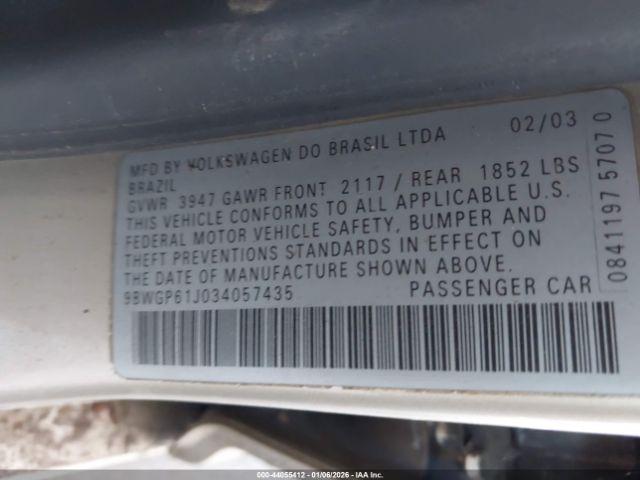 02/03
MFD BY VOLKSWAGEN DO BRASIL LTDA
BRAZIL
GVWR 3947 GAWR FRONT 2117 / REAR 1852 LBS
THIS VEHICLE CONFORMS TO ALL APPLICABLE U.S.
FEDERAL MOTOR VEHICLE SAFETY, BUMPER AND
THEFT PREVENTIONS STANDARDS IN EFFECT ON
THE DATE OF MANUFACTURE SHOWN ABOVE.
9BWGP61J034057435 PASSENGER CAR
0841197 5707 0
000-44055412 - 01/06/2026 - IAA Inc.